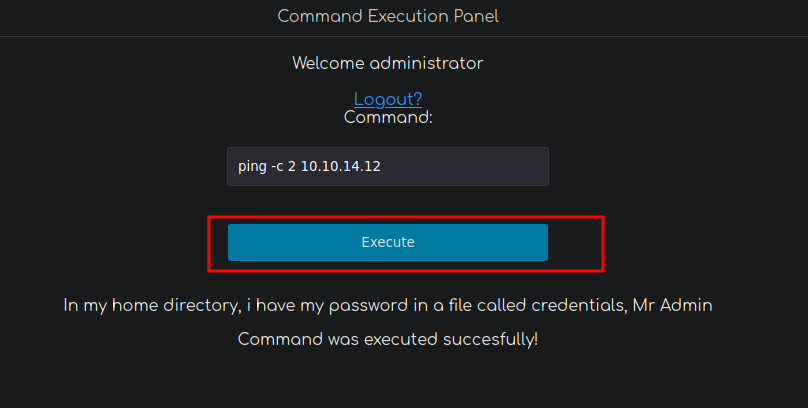 Command Execution Panel
Welcome administrator
Logout?
Command:
ping -c 2 10.10.14.12
Execute
In my home directory, i have my password in a file called credentials, Mr Admin
Command was executed succesfully!